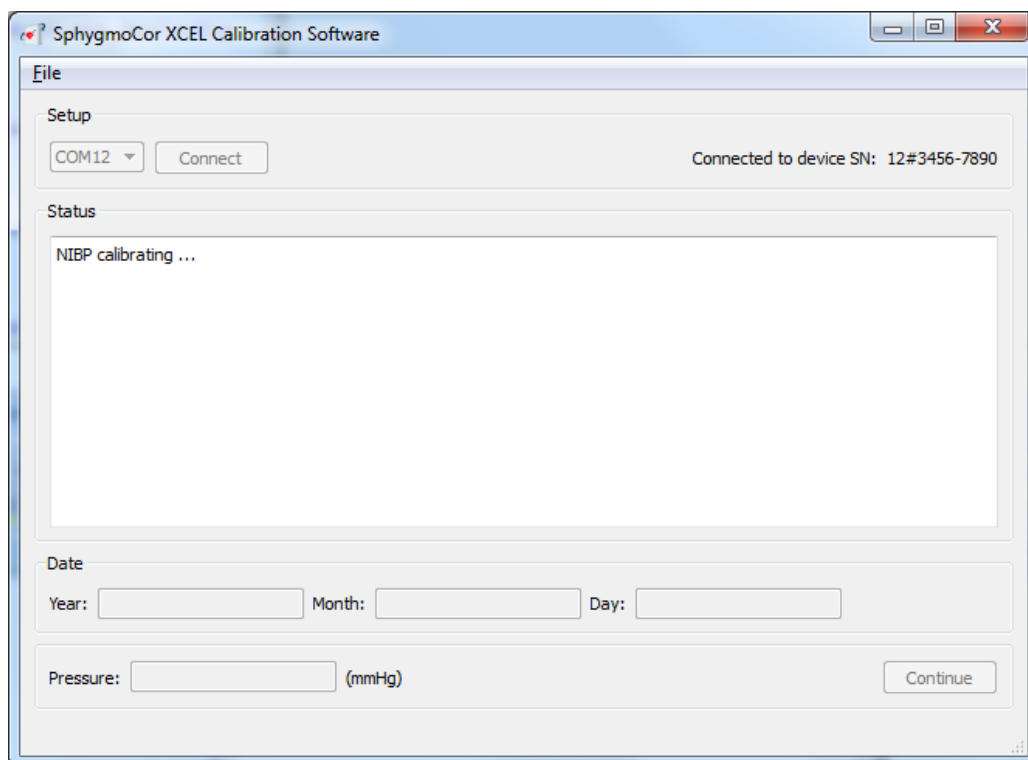 SphygmoCor XCEL Calibration Software
File
Setup
COM12 Connect Connected to device SN: 12#3456-7890
Status
NIBP calibrating ...
Date
Year: Month: Day:
Pressure: (mmHg) Continue